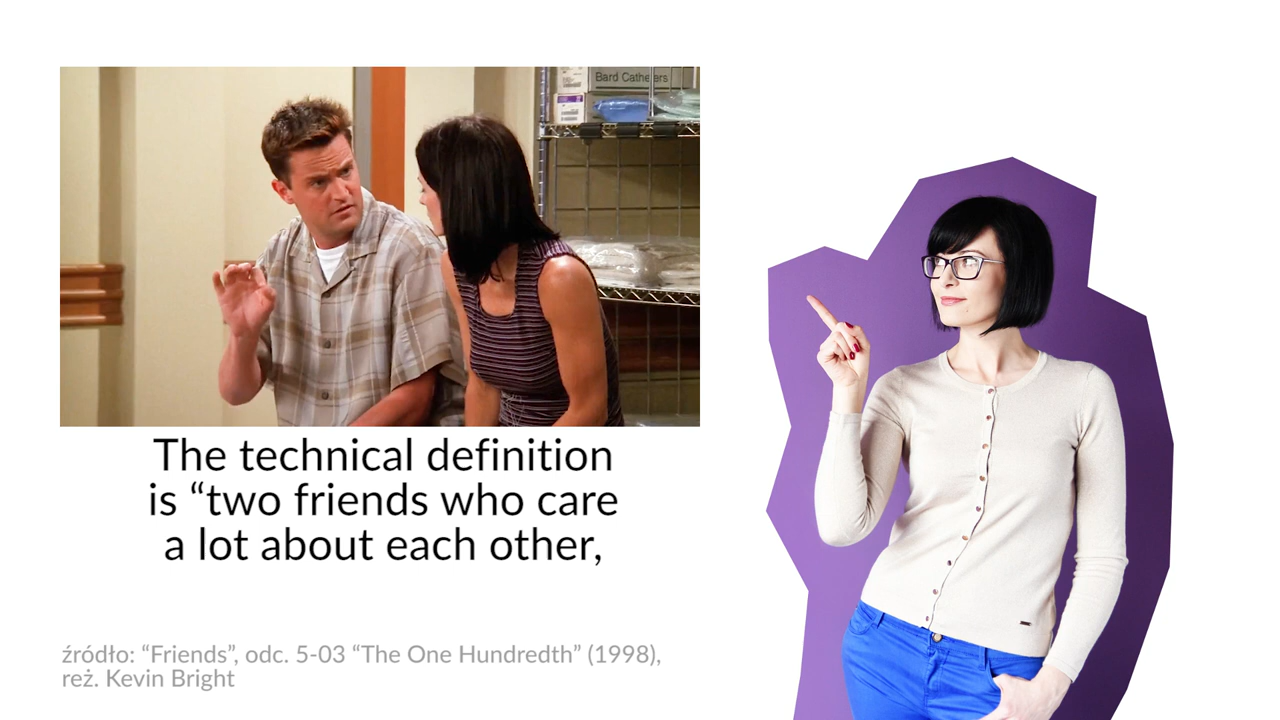 Bard Catheters
The technical definition
is “two friends who care
a lot about each other,
źródło: “Friends”, odc. 5-03 “The One Hundredth” (1998),
reż. Kevin Bright